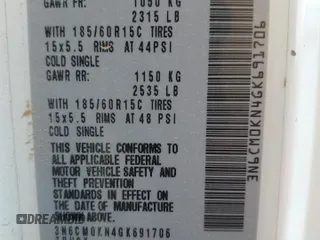 GAWR FR: 1050 KG
2315 LB
WITH 185/60R15C TIRES
15x5.5 RIMS AT 44PSI
COLD SINGLE
GAWR RR: 1150 KG
2535 LB
WITH 185/60R15C TIRES
15x5.5 RIMS AT 48 PSI
COLD SINGLE
THIS VEHICLE CONFORMS TO
ALL APPLICABLE FEDERAL
MOTOR VEHICLE SAFETY
THEFT PREVENTION
IN EFFECT ON THE
DATE OF MANUFACTURE
SHOWN ABOVE.
3N6CM0KN4GK691706
TRUCK
3N6CM0KN4GK691706